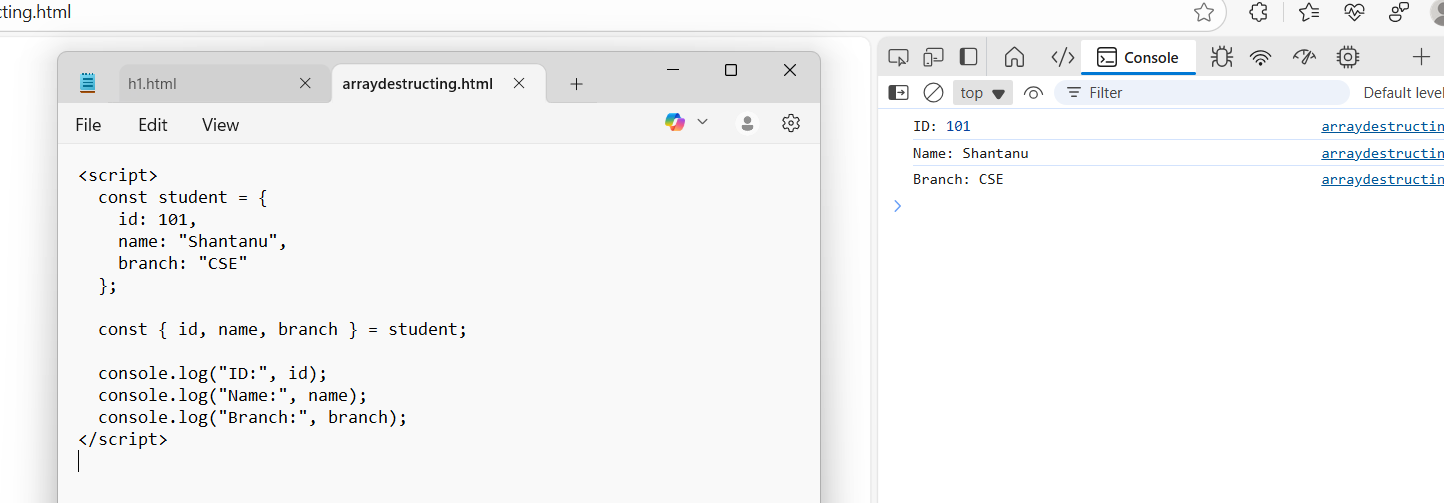 cting.html
h1.html
arraydestructing.html
File Edit View
<script>
const student = {
id: 101,
name: "Shantanu",
branch: "CSE"
};
const { id, name, branch } = student;
console.log("ID:", id);
console.log("Name:", name);
console.log("Branch:", branch);
</script>
Console
top
Filter
Default level
ID: 101 arraydestructin
Name: Shantanu arraydestructin
Branch: CSE arraydestructin